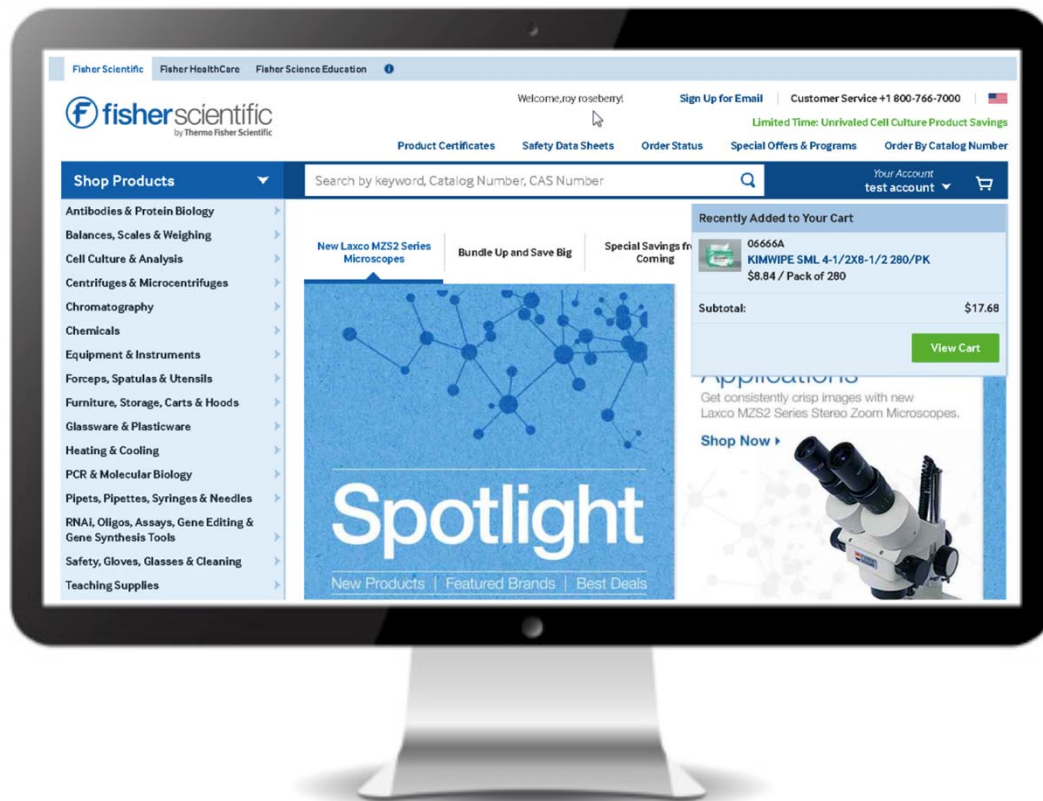 Fisher Scientific Fisher HealthCare Fisher Science Education
fisher scientific
by Thermo Fisher Scientific
Welcome,roy roseberry!
Sign Up for Email
Customer Service +1 800-766-7000
Limited Time: Unrivaled Cell Culture Product Savings
Product Certificates Safety Data Sheets Order Status Special Offers & Programs Order By Catalog Number
Shop Products
Search by keyword, Catalog Number, CAS Number
Your Account
test account
Antibodies & Protein Biology
Balances, Scales & Weighing
Cell Culture & Analysis
Centrifuges & Microcentrifuges
Chromatography
Chemicals
Equipment & Instruments
Forceps, Spatulas & Utensils
Furniture, Storage, Carts & Hoods
Glassware & Plasticware
Heating & Cooling
PCR & Molecular Biology
Pipets, Pipettes, Syringes & Needles
RNAi, Oligos, Assays, Gene Editing &
Gene Synthesis Tools
Safety, Gloves, Glasses & Cleaning
Teaching Supplies
New Laxco MZS2 Series
Microscopes
Bundle Up and Save Big
Special Savings fr
Coming
Recently Added to Your Cart
06666A
KIMWIPE SML 4-1/2X8-1/2 280/PK
$8.84 / Pack of 280
Subtotal: $17.68
View Cart
Spotlight
New Products | Featured Brands | Best Deals
Applications
Get consistently crisp images with new
Laxco MZS2 Series Stereo Zoom Microscopes.
Shop Now